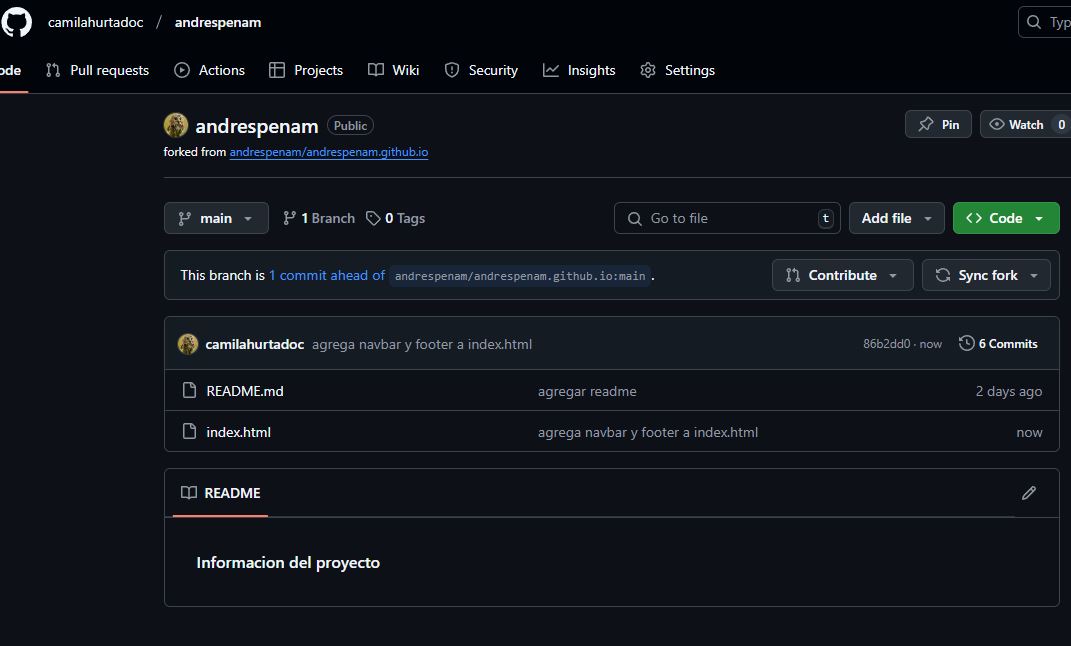 camilahurtadoc / andrespenam
Typ
ode Pull requests Actions Projects Wiki Security Insights Settings
andrespenam Public Pin Watch 0
forked from andrespenam/andrespenam.github.io
main 1 Branch 0 Tags Go to file t Add file Code
This branch is 1 commit ahead of andrespenam/andrespenam.github.io:main . Contribute Sync fork
camilahurtadoc agrega navbar y footer a index.html 86b2dd0 · now 6 Commits
README.md agregar readme 2 days ago
index.html agrega navbar y footer a index.html now
README
Informacion del proyecto